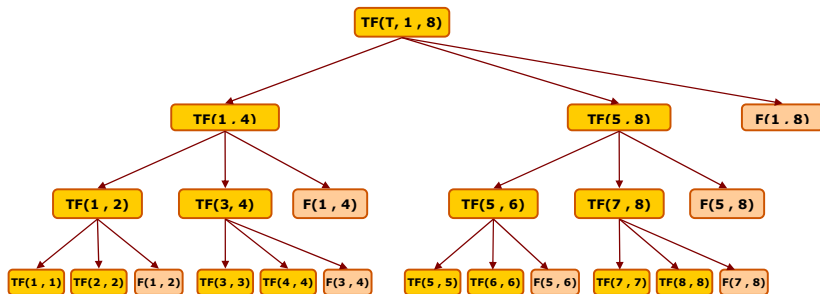 TF(T, 1 , 8)
TF(1 , 4)
TF(5 , 8)
F(1 , 8)
TF(1 , 2)
TF(3, 4)
F(1 , 4)
TF(5 , 6)
TF(7 , 8)
F(5 , 8)
TF(1 , 1)
TF(2 , 2)
F(1 , 2)
TF(3 , 3)
TF(4 , 4)
F(3 , 4)
TF(5 , 5)
TF(6 , 6)
F(5 , 6)
TF(7 , 7)
TF(8 , 8)
F(7 , 8)